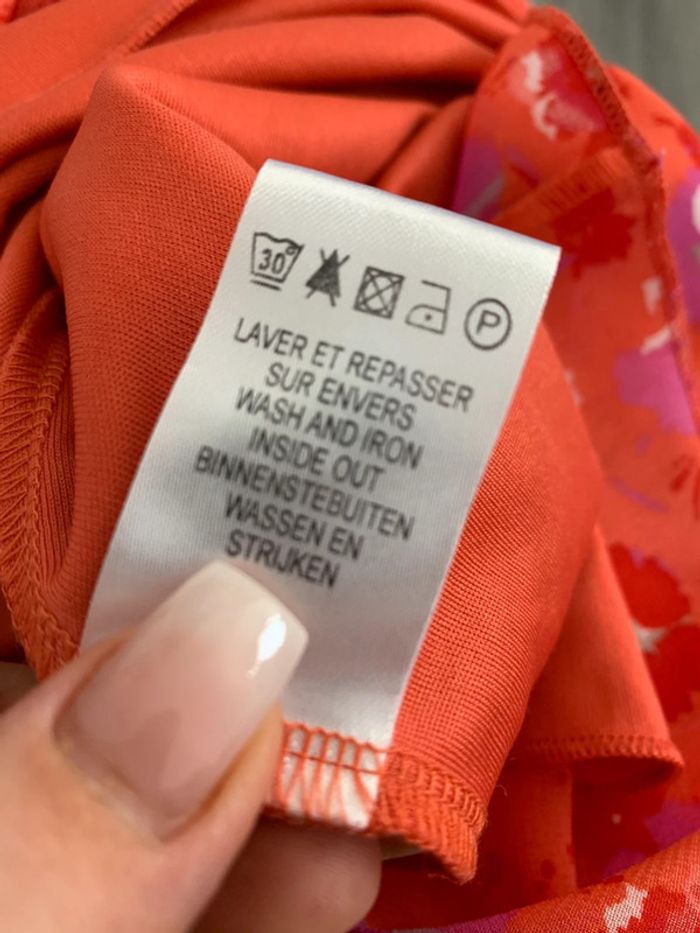 30° P
LAVER ET REPASSER
SUR ENVERS
WASH AND IRON
INSIDE OUT
BINNENSTEBUITEN
WASSEN EN
STRIJKEN